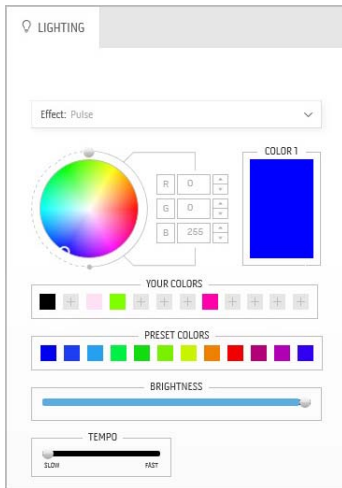 LIGHTING
Effect: Pulse
COLOR 1
R 0
G 0
B 255
YOUR COLORS
PRESET COLORS
BRIGHTNESS
TEMPO
SLOW FAST